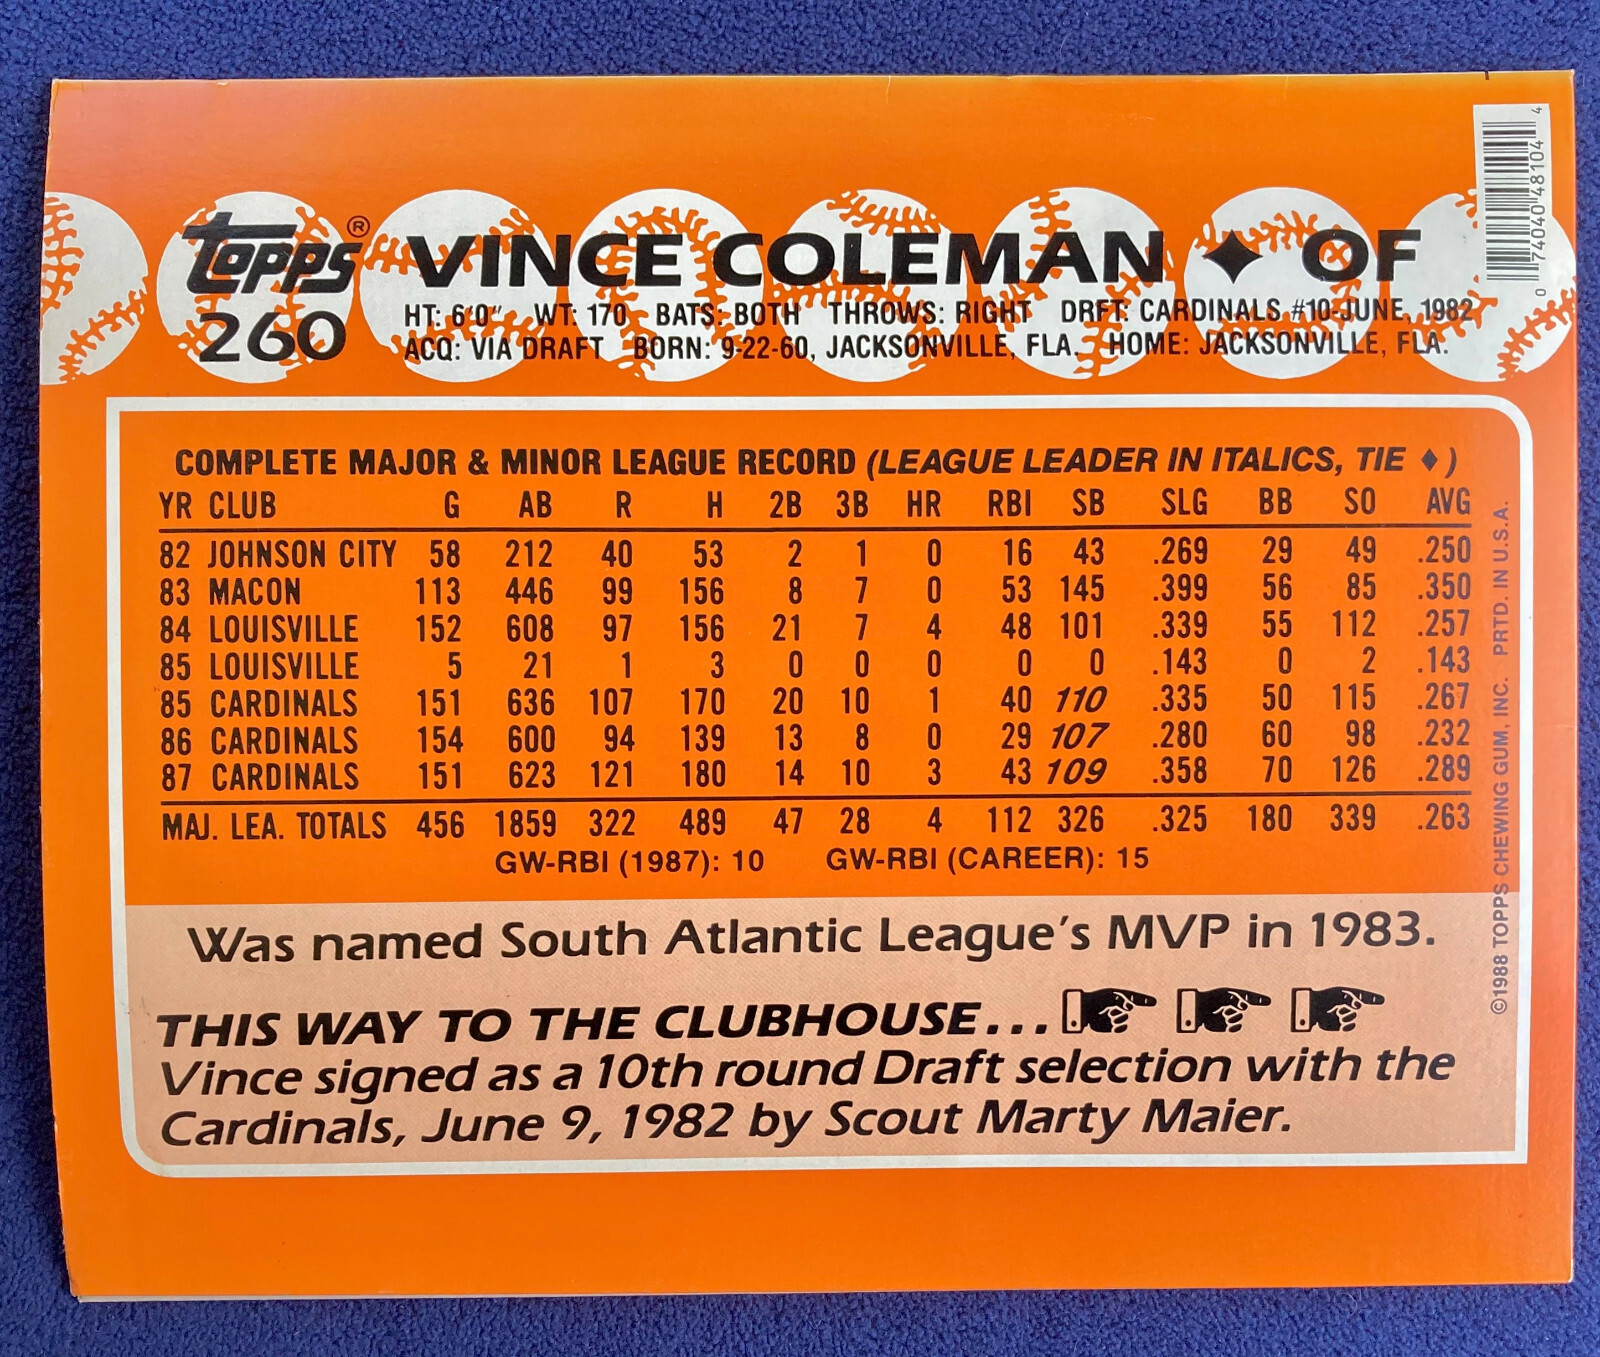 topps® VINCE COLEMAN ♦ OF
260 HT: 6'0" WT: 170 BATS: BOTH THROWS: RIGHT DRFT: CARDINALS #10-JUNE, 1982
ACQ: VIA DRAFT BORN: 9-22-60, JACKSONVILLE, FLA. HOME: JACKSONVILLE, FLA.
0 74040 48104 4
COMPLETE MAJOR & MINOR LEAGUE RECORD (LEAGUE LEADER IN ITALICS, TIE ♦)
YR CLUB G AB R H 2B 3B HR RBI SB SLG BB SO AVG
82 JOHNSON CITY 58 212 40 53 2 1 0 16 43 .269 29 49 .250
83 MACON 113 446 99 156 8 7 0 53 145 .399 56 85 .350
84 LOUISVILLE 152 608 97 156 21 7 4 48 101 .339 55 112 .257
85 LOUISVILLE 5 21 1 3 0 0 0 0 0 .143 0 2 .143
85 CARDINALS 151 636 107 170 20 10 1 40 110 .335 50 115 .267
86 CARDINALS 154 600 94 139 13 8 0 29 107 .280 60 98 .232
87 CARDINALS 151 623 121 180 14 10 3 43 109 .358 70 126 .289
MAJ. LEA. TOTALS 456 1859 322 489 47 28 4 112 326 .325 180 339 .263
GW-RBI (1987): 10 GW-RBI (CAREER): 15
Was named South Atlantic League's MVP in 1983.
THIS WAY TO THE CLUBHOUSE...
Vince signed as a 10th round Draft selection with the
Cardinals, June 9, 1982 by Scout Marty Maier.
©1988 TOPPS CHEWING GUM, INC. PRTD. IN U.S.A.